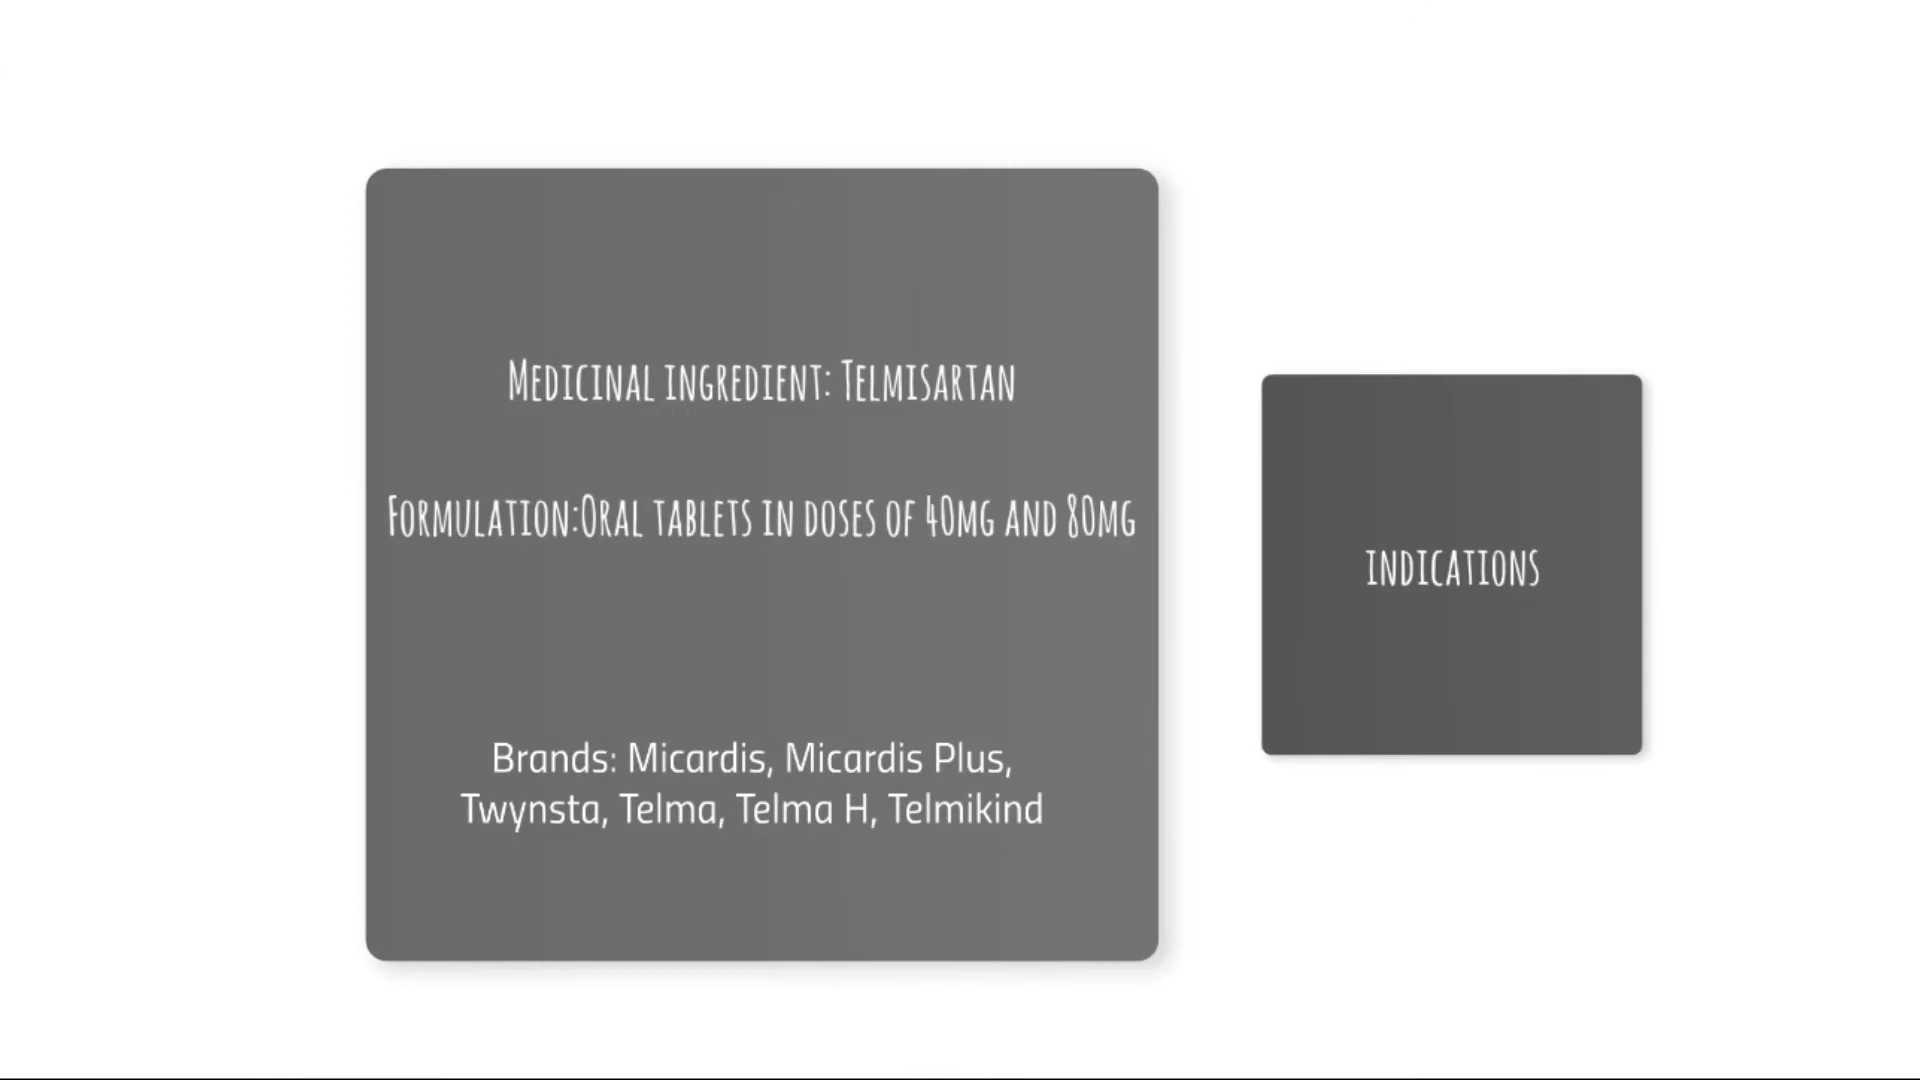 Medicinal ingredient: Telmisartan
Formulation:Oral tablets in doses of 40mg and 80mg
Brands: Micardis, Micardis Plus,
Twynsta, Telma, Telma H, Telmikind
indications